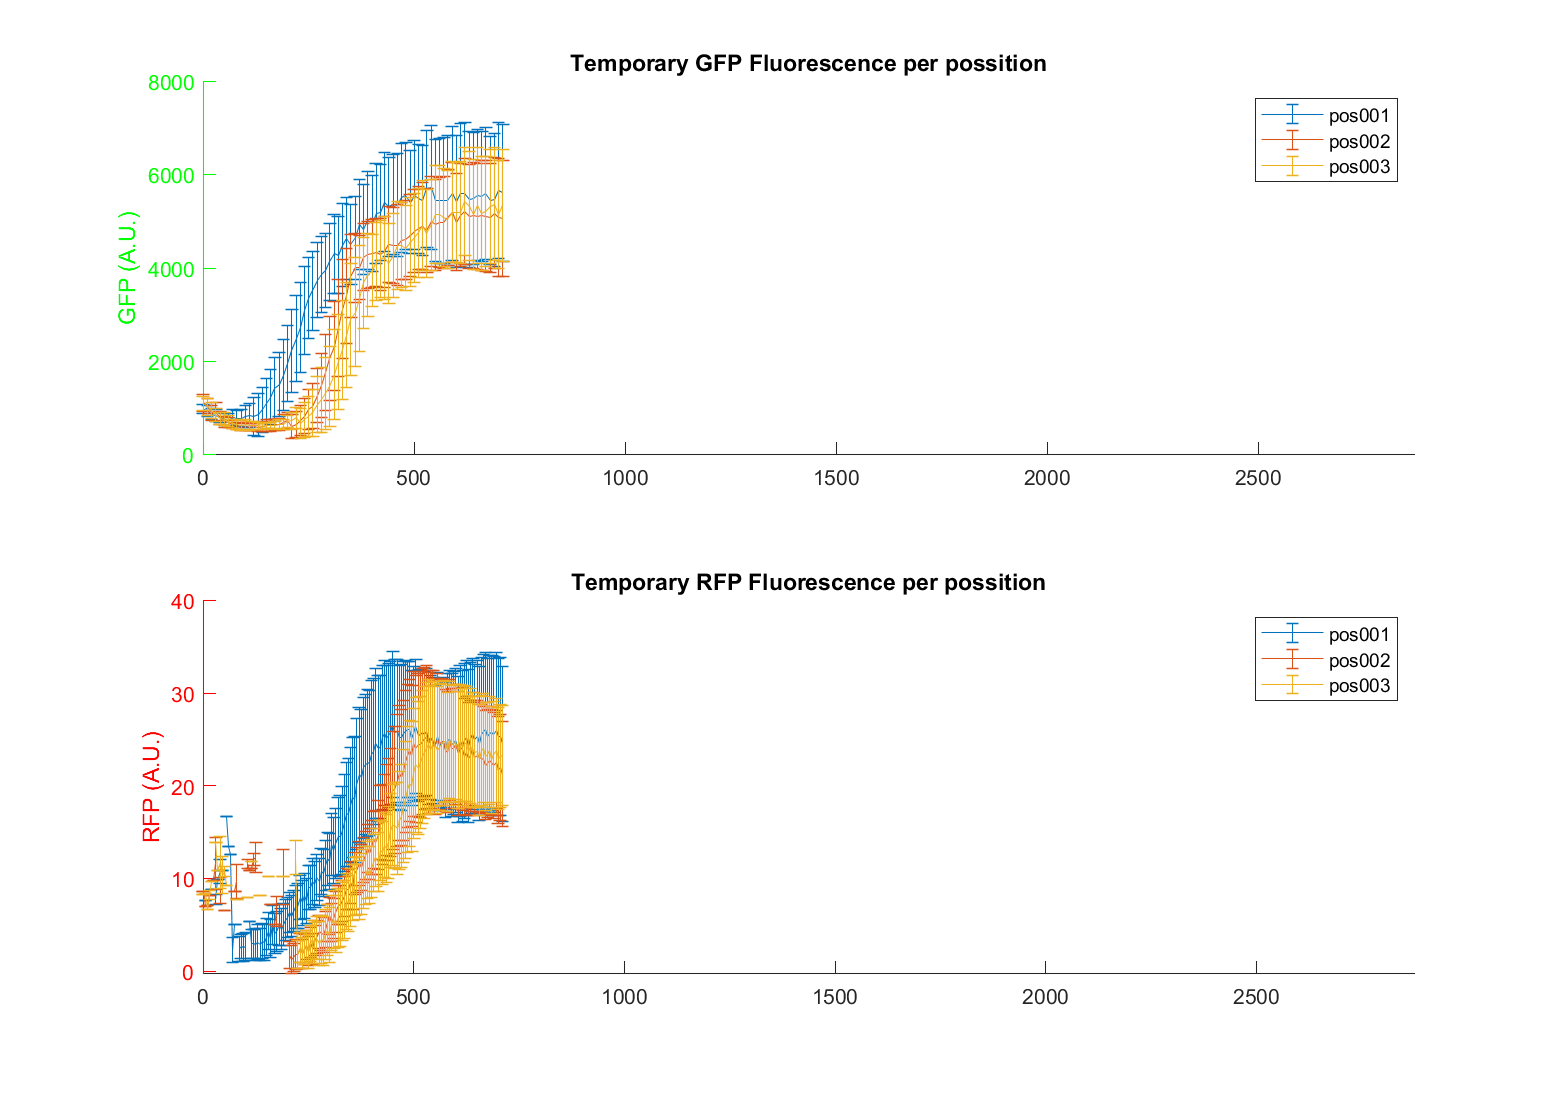 Temporary GFP Fluorescence per possition
8000
6000
4000
2000
0
GFP (A.U.)
0 500 1000 1500 2000 2500
pos001
pos002
pos003
Temporary RFP Fluorescence per possition
40
30
20
10
0
RFP (A.U.)
0 500 1000 1500 2000 2500
pos001
pos002
pos003